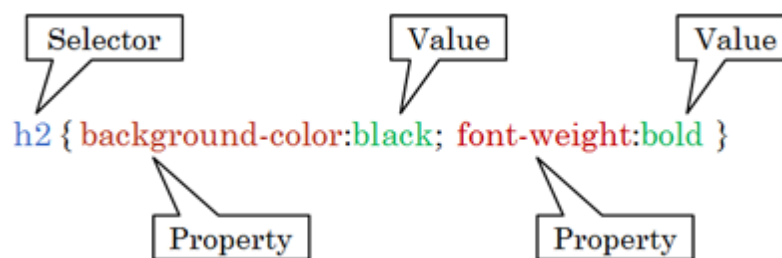 Selector Value Value
h2 { background-color:black; font-weight:bold }
Property Property